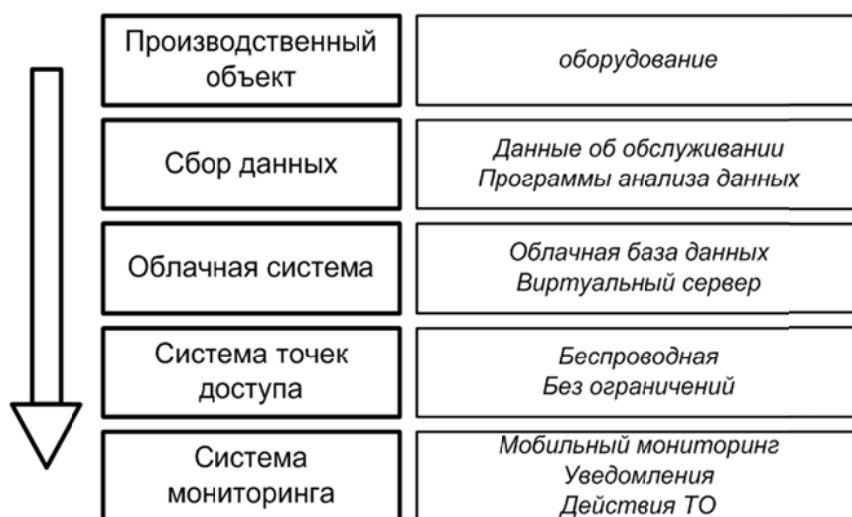 Производственный
объект
оборудование
Сбор данных
Данные об обслуживании
Программы анализа данных
Облачная система
Облачная база данных
Виртуальный сервер
Система точек
доступа
Беспроводная
Без ограничений
Система
мониторинга
Мобильный мониторинг
Уведомления
Действия ТО